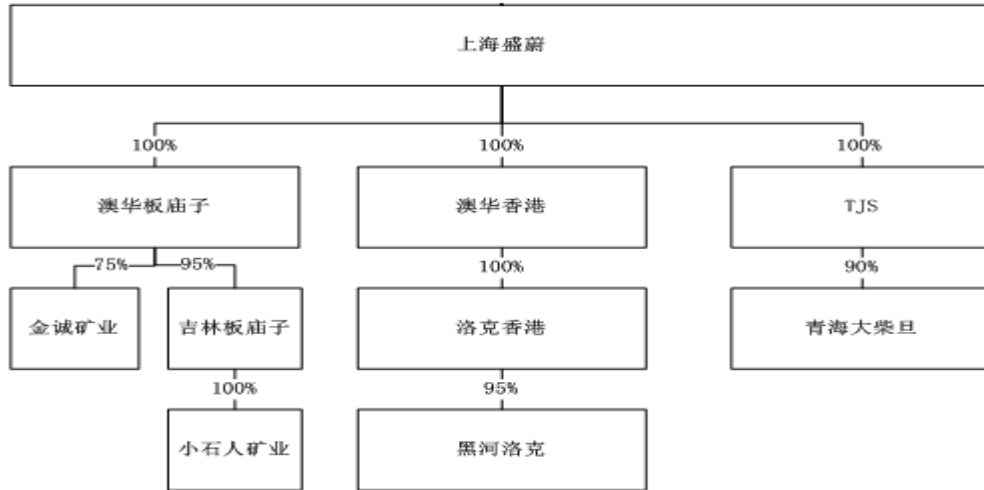 上海盛蔚
100%
100%
100%
澳华板庙子
澳华香港
TJS
75%
95%
100%
90%
金诚矿业
吉林板庙子
洛克香港
青海大柴旦
100%
95%
小石人矿业
黑河洛克